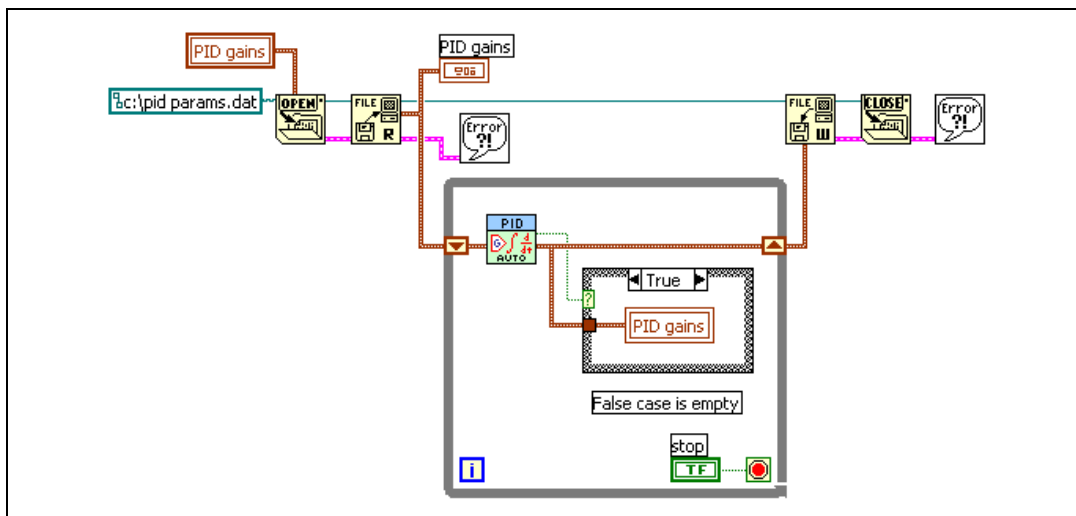 PID gains
PID gains
c:\pid params.dat
OPEN
FILE
R
Error
?!
FILE
W
CLOSE
Error
?!
PID
G
d
dt
AUTO
True
?
PID gains
False case is empty
stop
TF
i